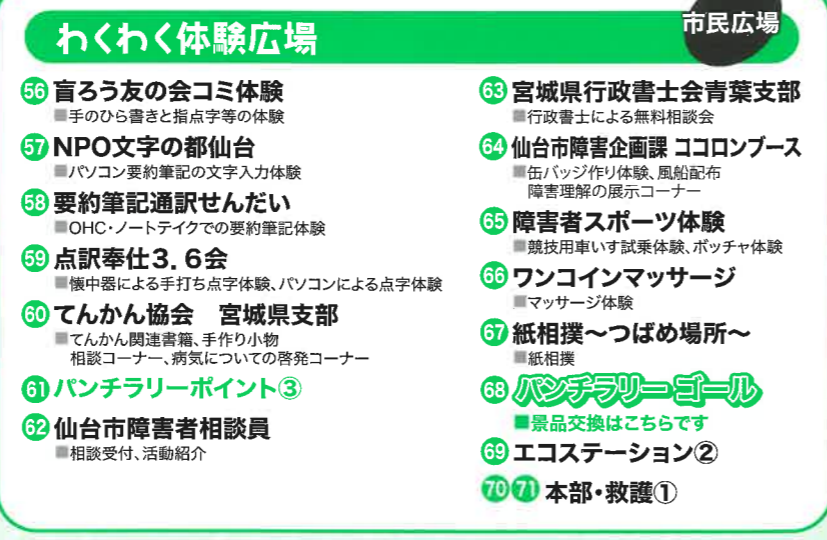 わくわく体験広場
市民広場
56 盲ろう友の会コミ体験
■手のひら書きと指点字等の体験
57 NPO文字の都仙台
■パソコン要約筆記の文字入力体験
58 要約筆記通訳せんだい
■OHC・ノートテイクでの要約筆記体験
59 点訳奉仕3.6会
■懐中器による手打ち点字体験、パソコンによる点字体験
60 てんかん協会　宮城県支部
■てんかん関連書籍、手作り小物
相談コーナー、病気についての啓発コーナー
61 パンチラリーポイント③
62 仙台市障害者相談員
■相談受付、活動紹介
63 宮城県行政書士会青葉支部
■行政書士による無料相談会
64 仙台市障害企画課 ココロンブース
■缶バッジ作り体験、風船配布
障害理解の展示コーナー
65 障害者スポーツ体験
■競技用車いす試乗体験、ボッチャ体験
66 ワンコインマッサージ
■マッサージ体験
67 紙相撲～つばめ場所～
■紙相撲
68 パンチラリーゴール
■景品交換はこちらです
69 エコステーション②
70 71 本部・救護①